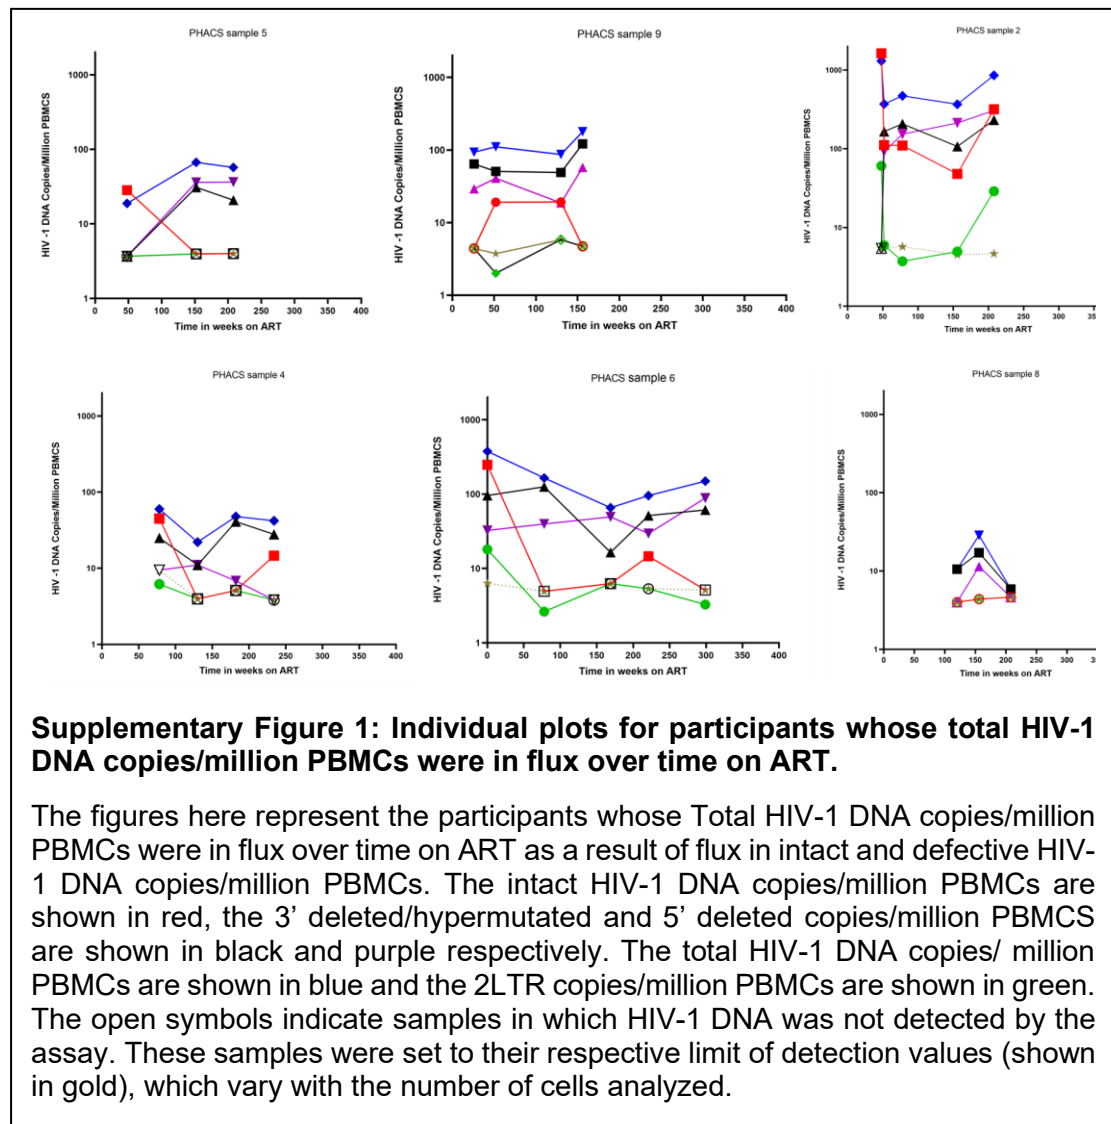 PHACS sample 5
HIV -1 DNA Copies/Million PBMCS
1000
100
10
1
0 50 100 150 200 250 300 350 400
Time in weeks on ART
PHACS sample 9
HIV -1 DNA Copies/Million PBMCS
1000
100
10
1
0 50 100 150 200 250 300 350 400
Time in weeks on ART
PHACS sample 2
HIV -1 DNA Copies/Million PBMCS
1000
100
10
1
0 50 100 150 200 250 300
Time in weeks on ART
PHACS sample 4
HIV -1 DNA Copies/Million PBMCS
1000
100
10
1
0 50 100 150 200 250 300 350 400
Time in weeks on ART
PHACS sample 6
HIV -1 DNA Copies/Million PBMCS
1000
100
10
1
0 50 100 150 200 250 300 350 400
Time in weeks on ART
PHACS sample 8
HIV -1 DNA Copies/Million PBMCS
1000
100
10
1
0 50 100 150 200 250 300
Time in weeks on ART
Supplementary Figure 1: Individual plots for participants whose total HIV-1
DNA copies/million PBMCs were in flux over time on ART.
The figures here represent the participants whose Total HIV-1 DNA copies/million
PBMCs were in flux over time on ART as a result of flux in intact and defective HIV-
1 DNA copies/million PBMCs. The intact HIV-1 DNA copies/million PBMCs are
shown in red, the 3’ deleted/hypermutated and 5’ deleted copies/million PBMCS
are shown in black and purple respectively. The total HIV-1 DNA copies/ million
PBMCs are shown in blue and the 2LTR copies/million PBMCs are shown in green.
The open symbols indicate samples in which HIV-1 DNA was not detected by the
assay. These samples were set to their respective limit of detection values (shown
in gold), which vary with the number of cells analyzed.